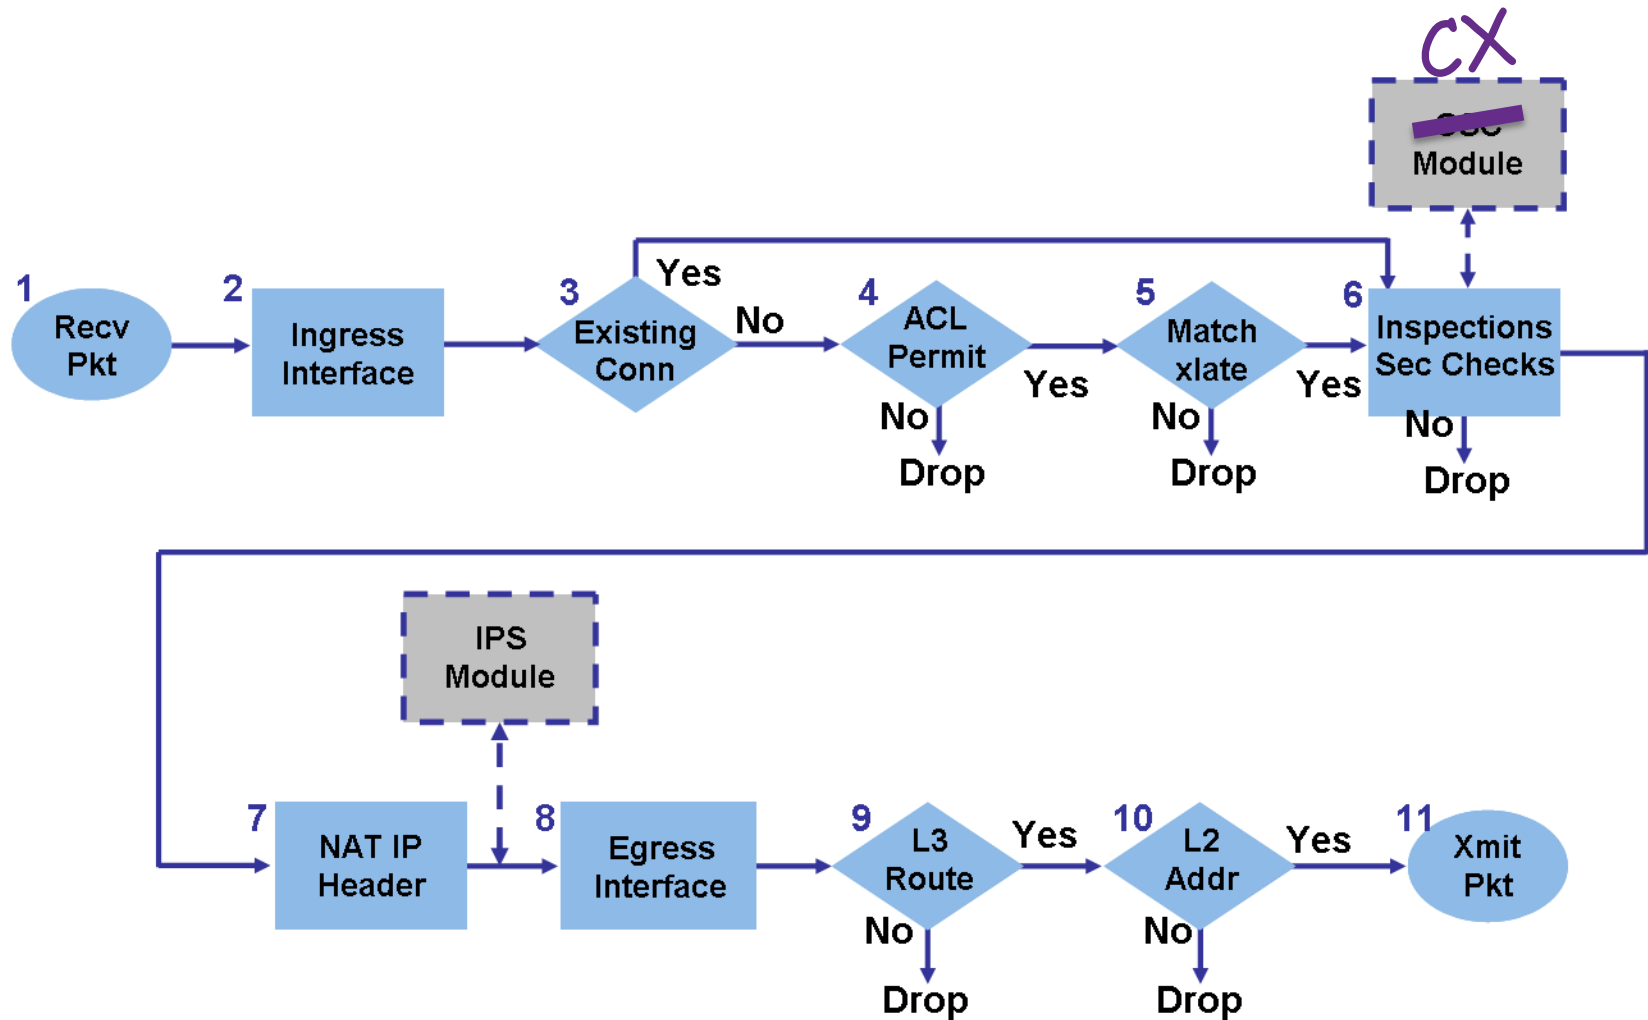 CX
CSC
Module
1
Recv
Pkt
2
Ingress
Interface
3
Existing
Conn
Yes
No
4
ACL
Permit
Yes
No
Drop
5
Match
xlate
Yes
No
Drop
6
Inspections
Sec Checks
No
Drop
IPS
Module
7
NAT IP
Header
8
Egress
Interface
9
L3
Route
Yes
No
Drop
10
L2
Addr
Yes
No
Drop
11
Xmit
Pkt